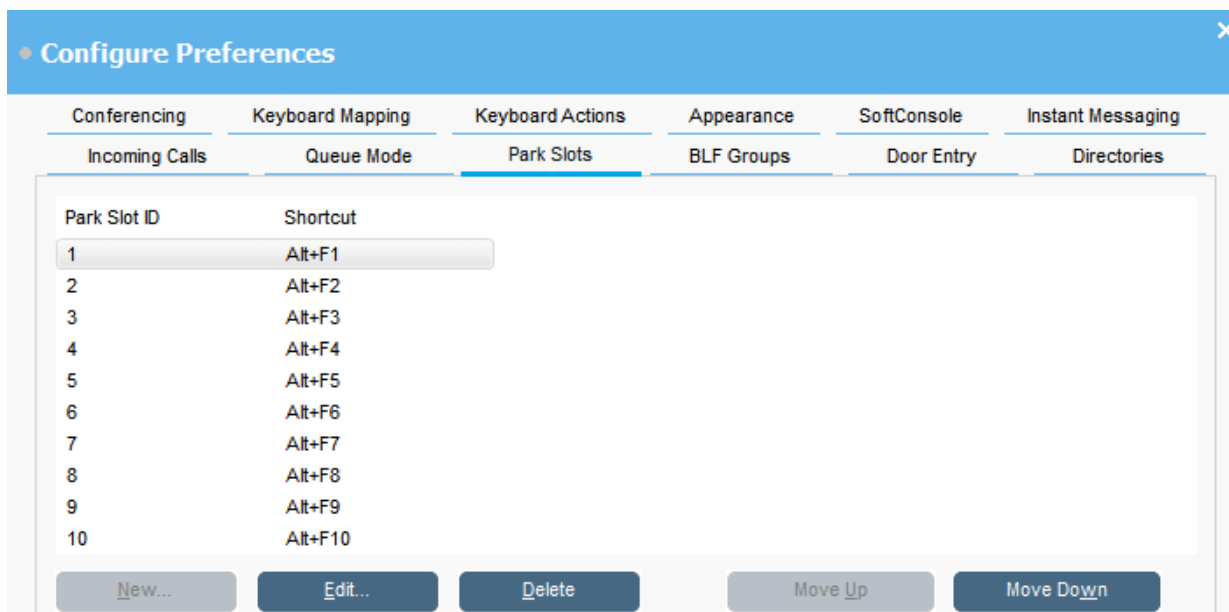 Configure Preferences
Conferencing Keyboard Mapping Keyboard Actions Appearance SoftConsole Instant Messaging
Incoming Calls Queue Mode Park Slots BLF Groups Door Entry Directories
Park Slot ID Shortcut
1 Alt+F1
2 Alt+F2
3 Alt+F3
4 Alt+F4
5 Alt+F5
6 Alt+F6
7 Alt+F7
8 Alt+F8
9 Alt+F9
10 Alt+F10
New... Edit... Delete Move Up Move Down